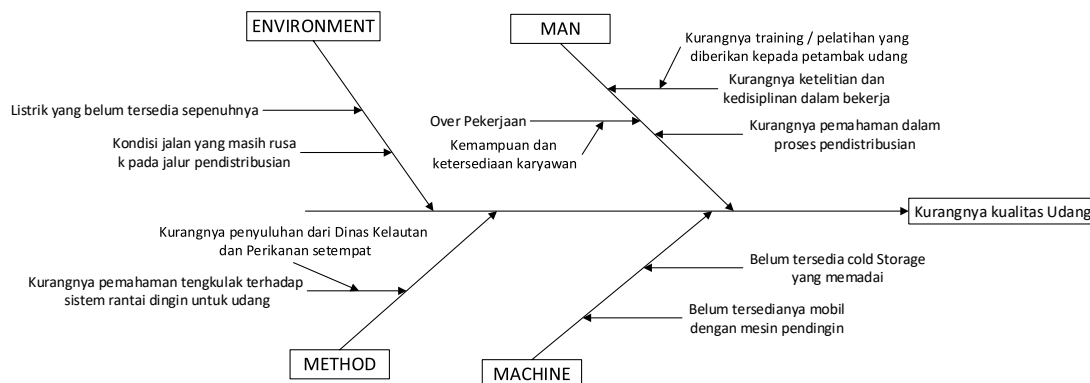 ENVIRONMENT
MAN
Kurangnya training / pelatihan yang
diberikan kepada petambak udang
Kurangnya ketelitian dan
kedisiplinan dalam bekerja
Listrik yang belum tersedia sepenuhnya
Over Pekerjaan
Kurangnya pemahaman dalam
proses pendistribusian
Kondisi jalan yang masih rusa
k pada jalur pendistribusian
Kemampuan dan
ketersediaan karyawan
Kurangnya kualitas Udang
Kurangnya penyuluhan dari Dinas Kelautan
dan Perikanan setempat
Belum tersedia cold Storage
yang memadai
Kurangnya pemahaman tengkulak terhadap
sistem rantai dingin untuk udang
Belum tersedianya mobil
dengan mesin pendingin
METHOD
MACHINE